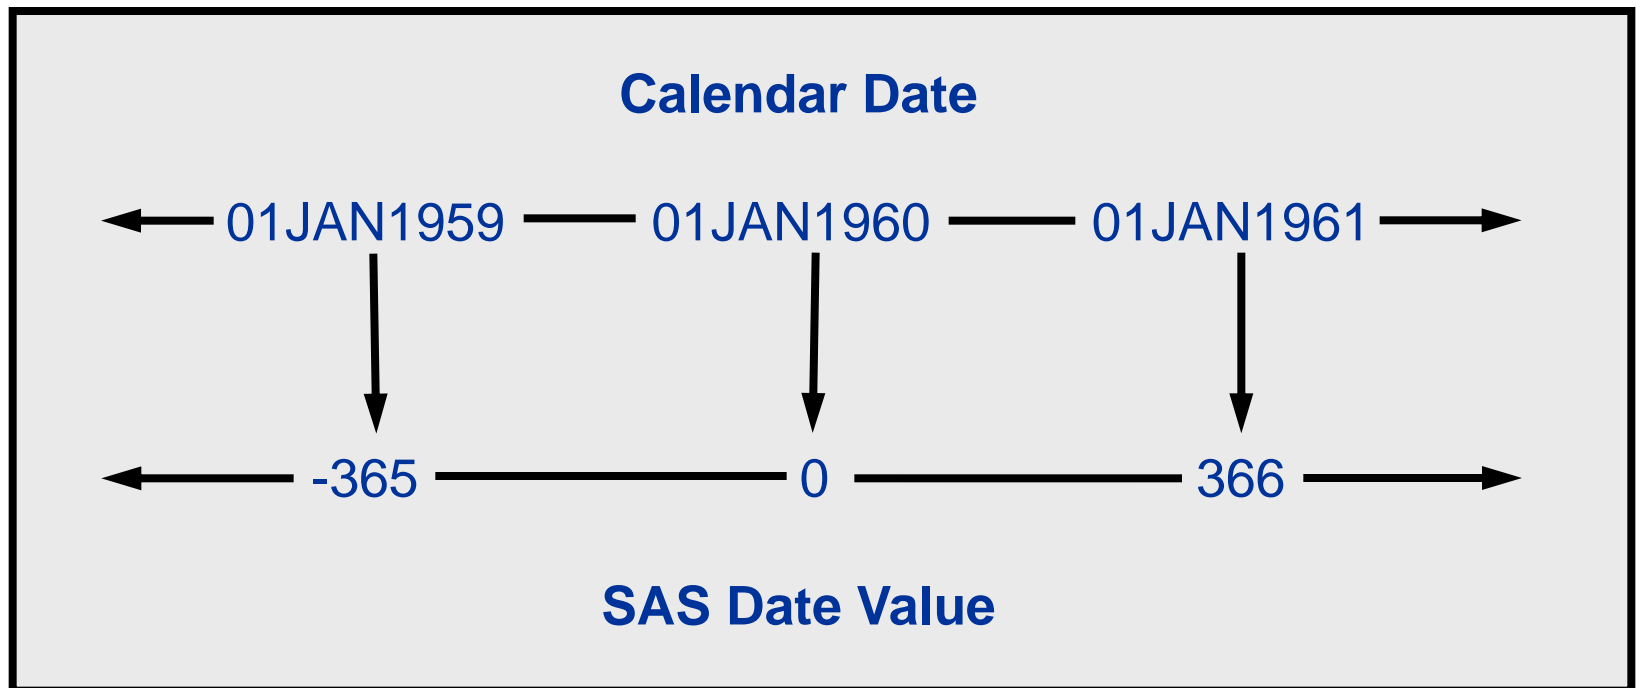 Calendar Date
01JAN1959 01JAN1960 01JAN1961
-365 0 366
SAS Date Value